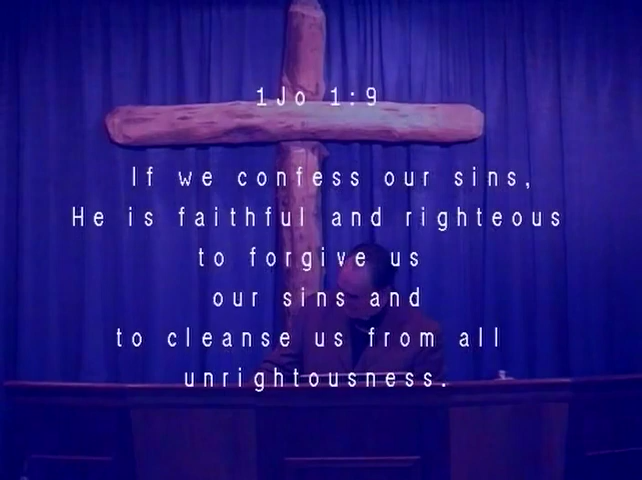 1Jo 1:9
If we confess our sins,
He is faithful and righteous
to forgive us
our sins and
to cleanse us from all
unrightousness.